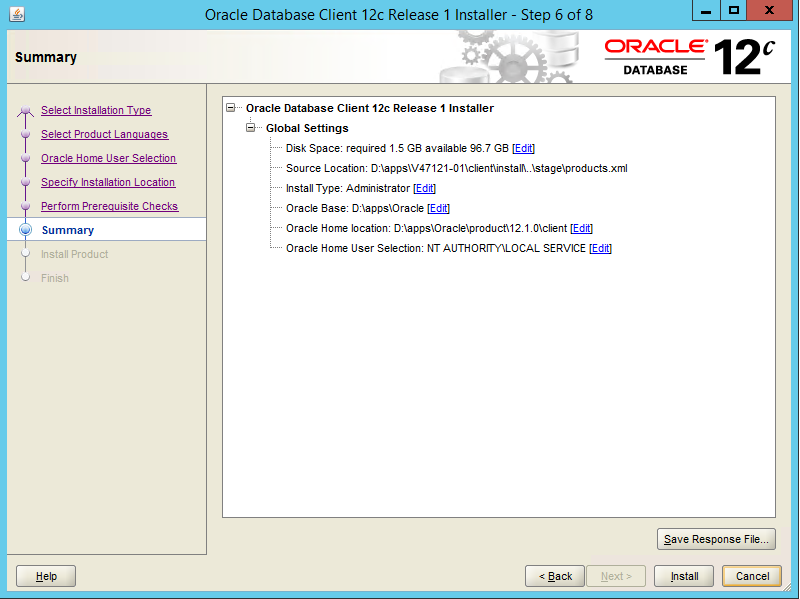 Oracle Database Client 12c Release 1 Installer - Step 6 of 8
Summary
ORACLE®
DATABASE
12c
Select Installation Type
Select Product Languages
Oracle Home User Selection
Specify Installation Location
Perform Prerequisite Checks
Summary
Install Product
Finish
Oracle Database Client 12c Release 1 Installer
Global Settings
Disk Space: required 1.5 GB available 96.7 GB [Edit]
Source Location: D:\apps\V47121-01\client\install\..\stage\products.xml
Install Type: Administrator [Edit]
Oracle Base: D:\apps\Oracle [Edit]
Oracle Home location: D:\apps\Oracle\product\12.1.0\client [Edit]
Oracle Home User Selection: NT AUTHORITY\LOCAL SERVICE [Edit]
Save Response File...
Help
< Back
Next >
Install
Cancel